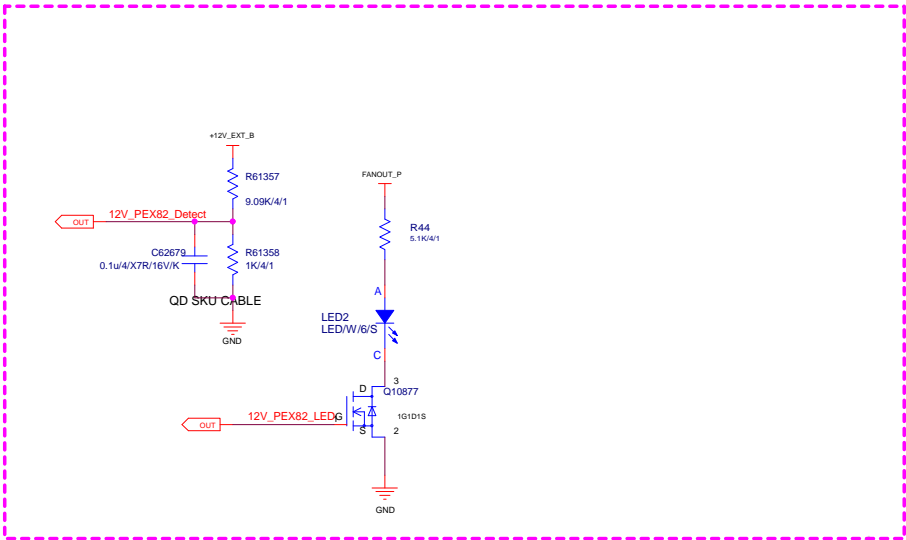 +12V_EXT_B
R61357
9.09K/4/1
FANOUT_P
12V_PEX82_Detect
OUT
R44
5.1K/4/1
C62679
0.1u/4/X7R/16V/K
R61358
1K/4/1
QD SKU CABLE
GND
A
LED2
LED/W/6/S
C
3
D
Q10877
12V_PEX82_LED
G
1G1D1S
OUT
S
2
GND